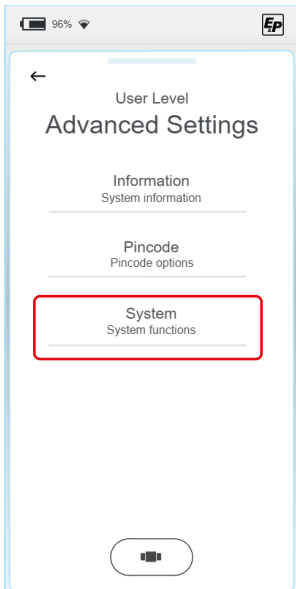 96%
EP
User Level
Advanced Settings
Information
System information
Pincode
Pincode options
System
System functions